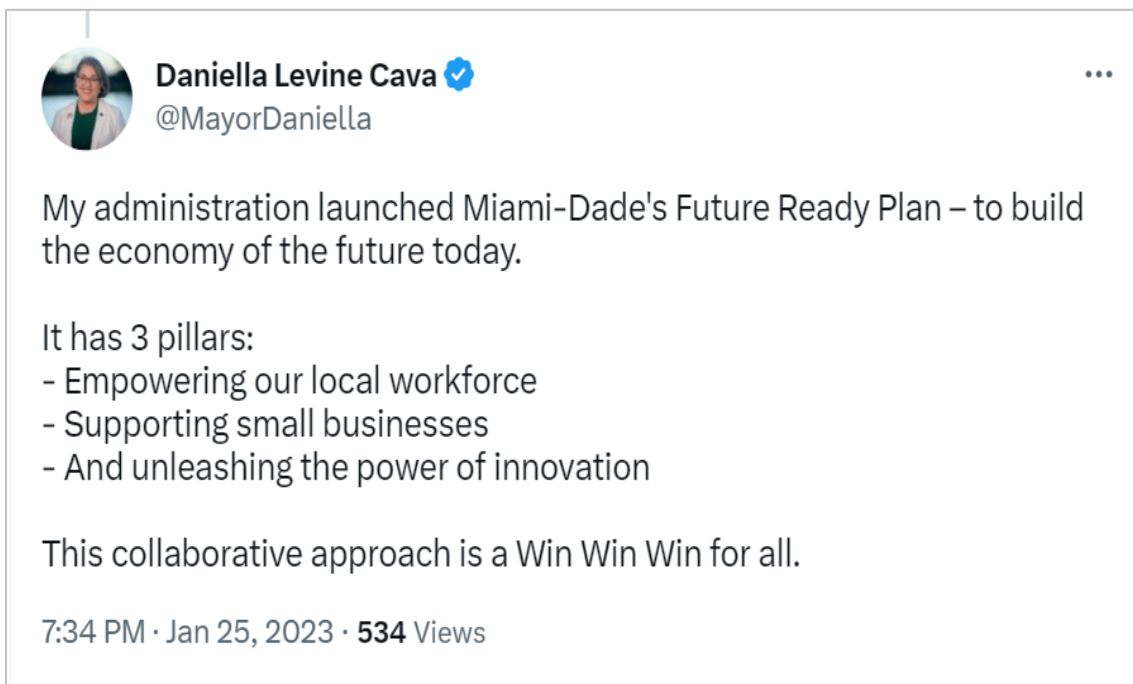 Daniella Levine Cava
@MayorDaniella
My administration launched Miami-Dade's Future Ready Plan – to build
the economy of the future today.
It has 3 pillars:
- Empowering our local workforce
- Supporting small businesses
- And unleashing the power of innovation
This collaborative approach is a Win Win Win for all.
7:34 PM · Jan 25, 2023 · 534 Views